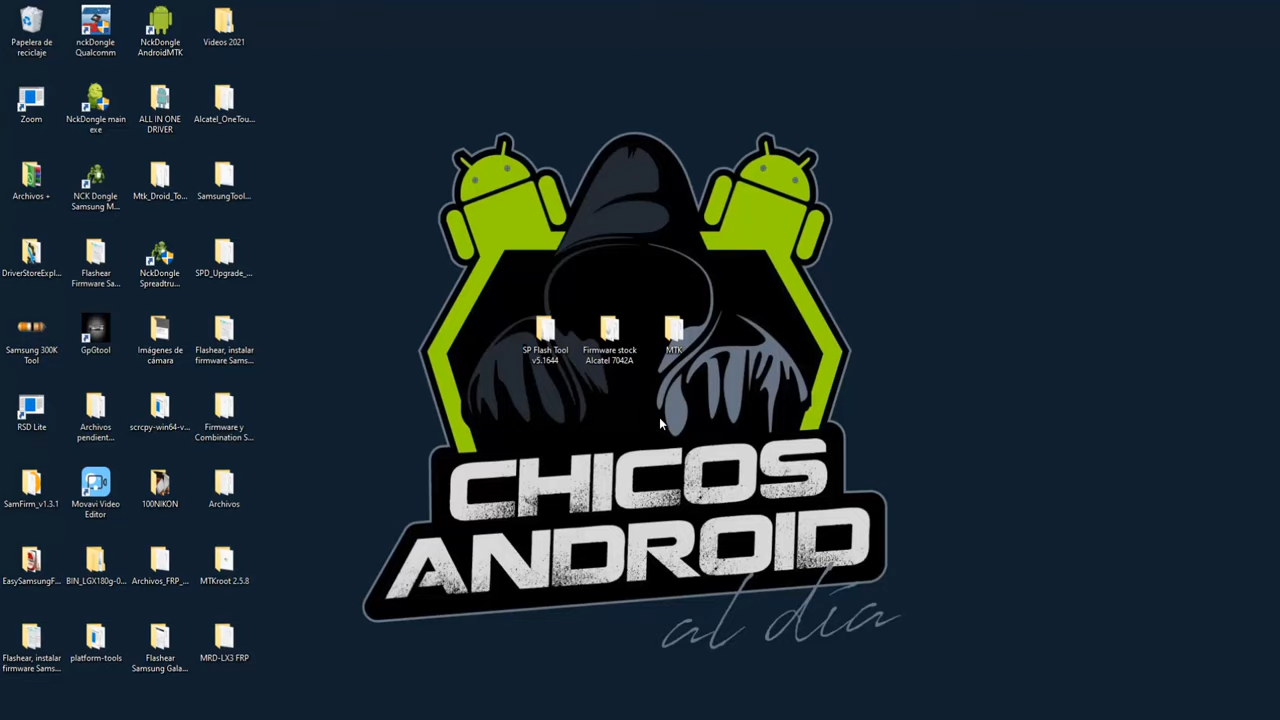 Papelera de
reciclaje
nckDongle
Qualcomm
NckDongle
AndroidMTK
Videos 2021
Zoom
NckDongle main
exe
ALL IN ONE
DRIVER
Alcatel_OneTou...
Archivos +
NCK Dongle
Samsung M...
Mtk_Droid_To...
SamsungTool...
DriverStoreExpl...
Flashear
Firmware Sa...
NckDongle
Spreadtru...
SPD_Upgrade_...
Samsung 300K
Tool
GpGtool
Imágenes de
cámara
Flashear, instalar
firmware Sams...
SP Flash Tool
v5.1644
Firmware stock
Alcatel 7042A
MTK
RSD Lite
Archivos
pendient...
scrcpy-win64-v...
Firmware y
Combination S...
SamFirm_v1.3.1
Movavi Video
Editor
100NIKON
Archivos
EasySamsungF...
BIN_LGX180g-0...
Archivos_FRP_...
MTKroot 2.5.8
Flashear, instalar
firmware Sams...
platform-tools
Flashear
Samsung Gala...
MRD-LX3 FRP
CHICOS
ANDROID
al día